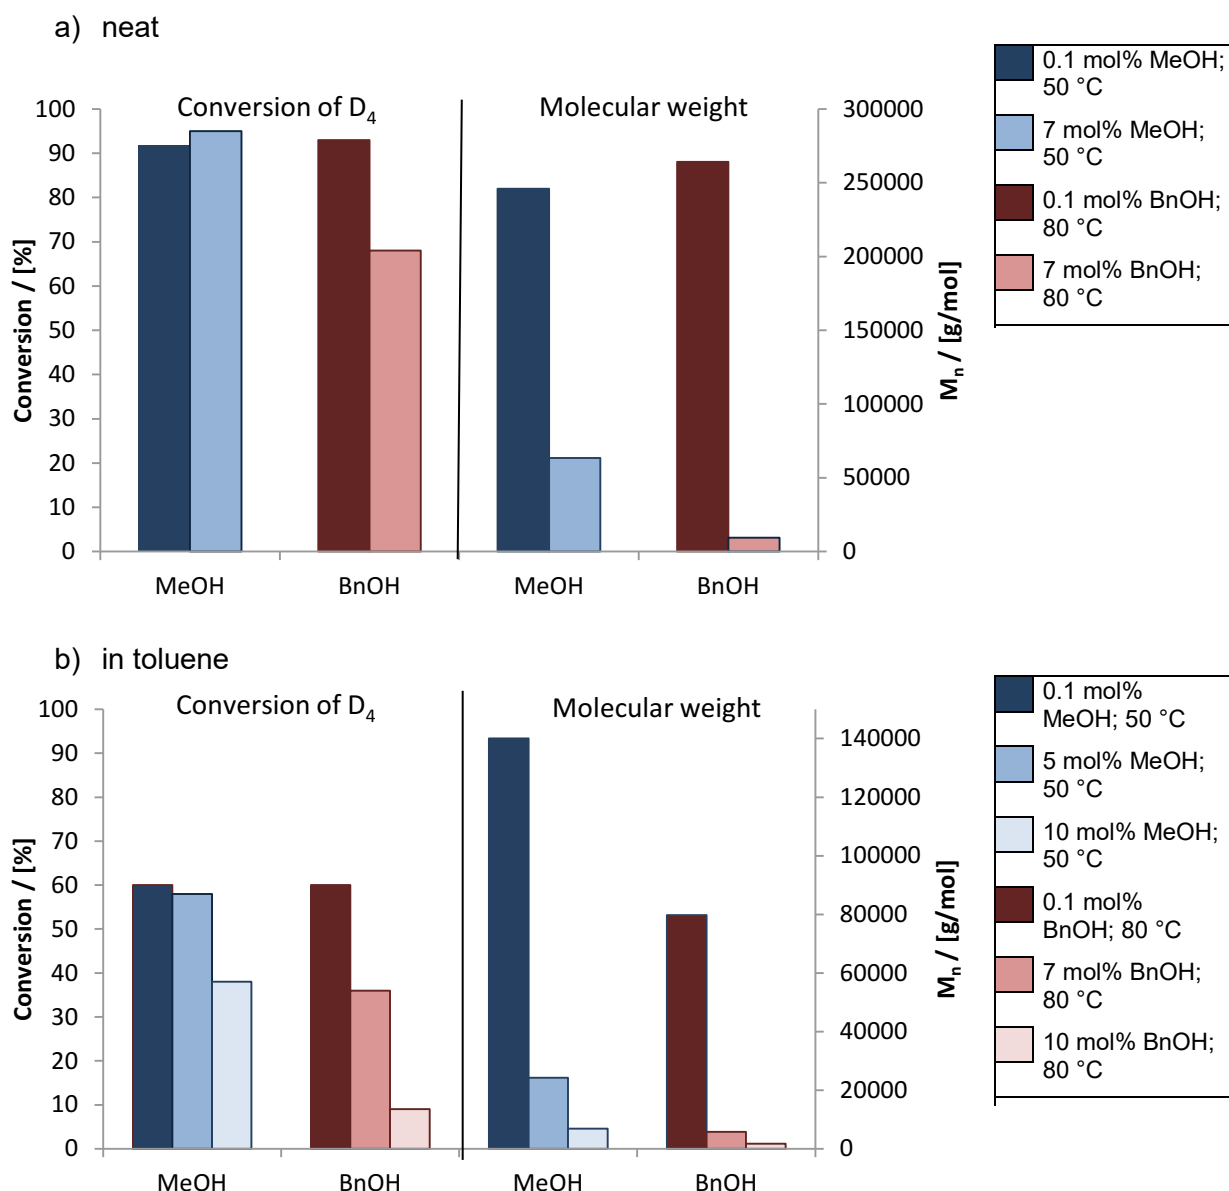 a) neat
Conversion of D4
Molecular weight
Conversion / [%]
100
90
80
70
60
50
40
30
20
10
0
MeOH
BnOH
MeOH
BnOH
300000
250000
200000
150000
100000
50000
0
Mn / [g/mol]
0.1 mol% MeOH;
50 °C
7 mol% MeOH;
50 °C
0.1 mol% BnOH;
80 °C
7 mol% BnOH;
80 °C
b) in toluene
Conversion of D4
Molecular weight
Conversion / [%]
100
90
80
70
60
50
40
30
20
10
0
MeOH
BnOH
MeOH
BnOH
140000
120000
100000
80000
60000
40000
20000
0
Mn / [g/mol]
0.1 mol%
MeOH; 50 °C
5 mol% MeOH;
50 °C
10 mol% MeOH;
50 °C
0.1 mol%
BnOH; 80 °C
7 mol% BnOH;
80 °C
10 mol% BnOH;
80 °C